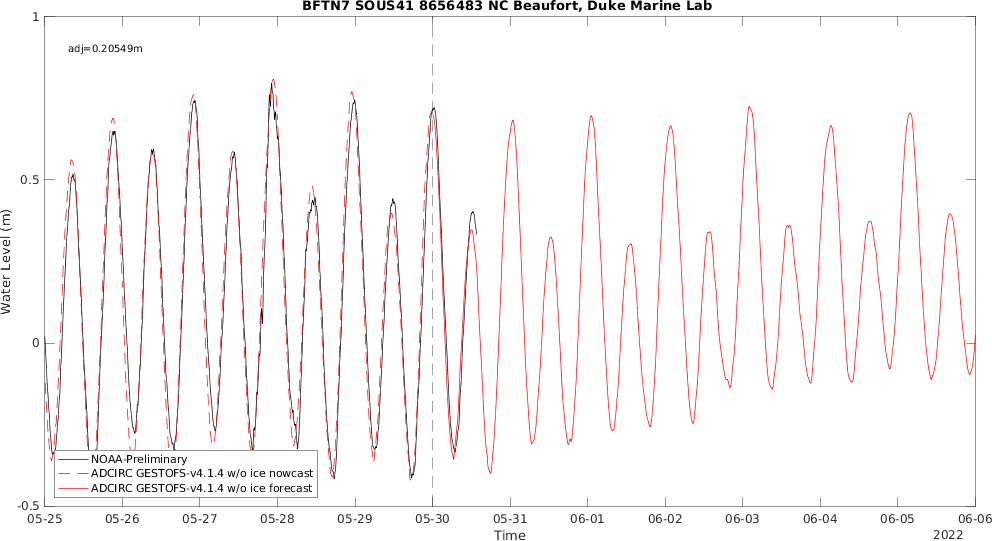 BFTN7 SOUS41 8656483 NC Beaufort, Duke Marine Lab
adj=0.20549m
1
0.5
0
-0.5
Water Level (m)
NOAA-Preliminary
ADCIRC GESTOFS-v4.1.4 w/o ice nowcast
ADCIRC GESTOFS-v4.1.4 w/o ice forecast
05-25 05-26 05-27 05-28 05-29 05-30 05-31 06-01 06-02 06-03 06-04 06-05 06-06
Time
2022